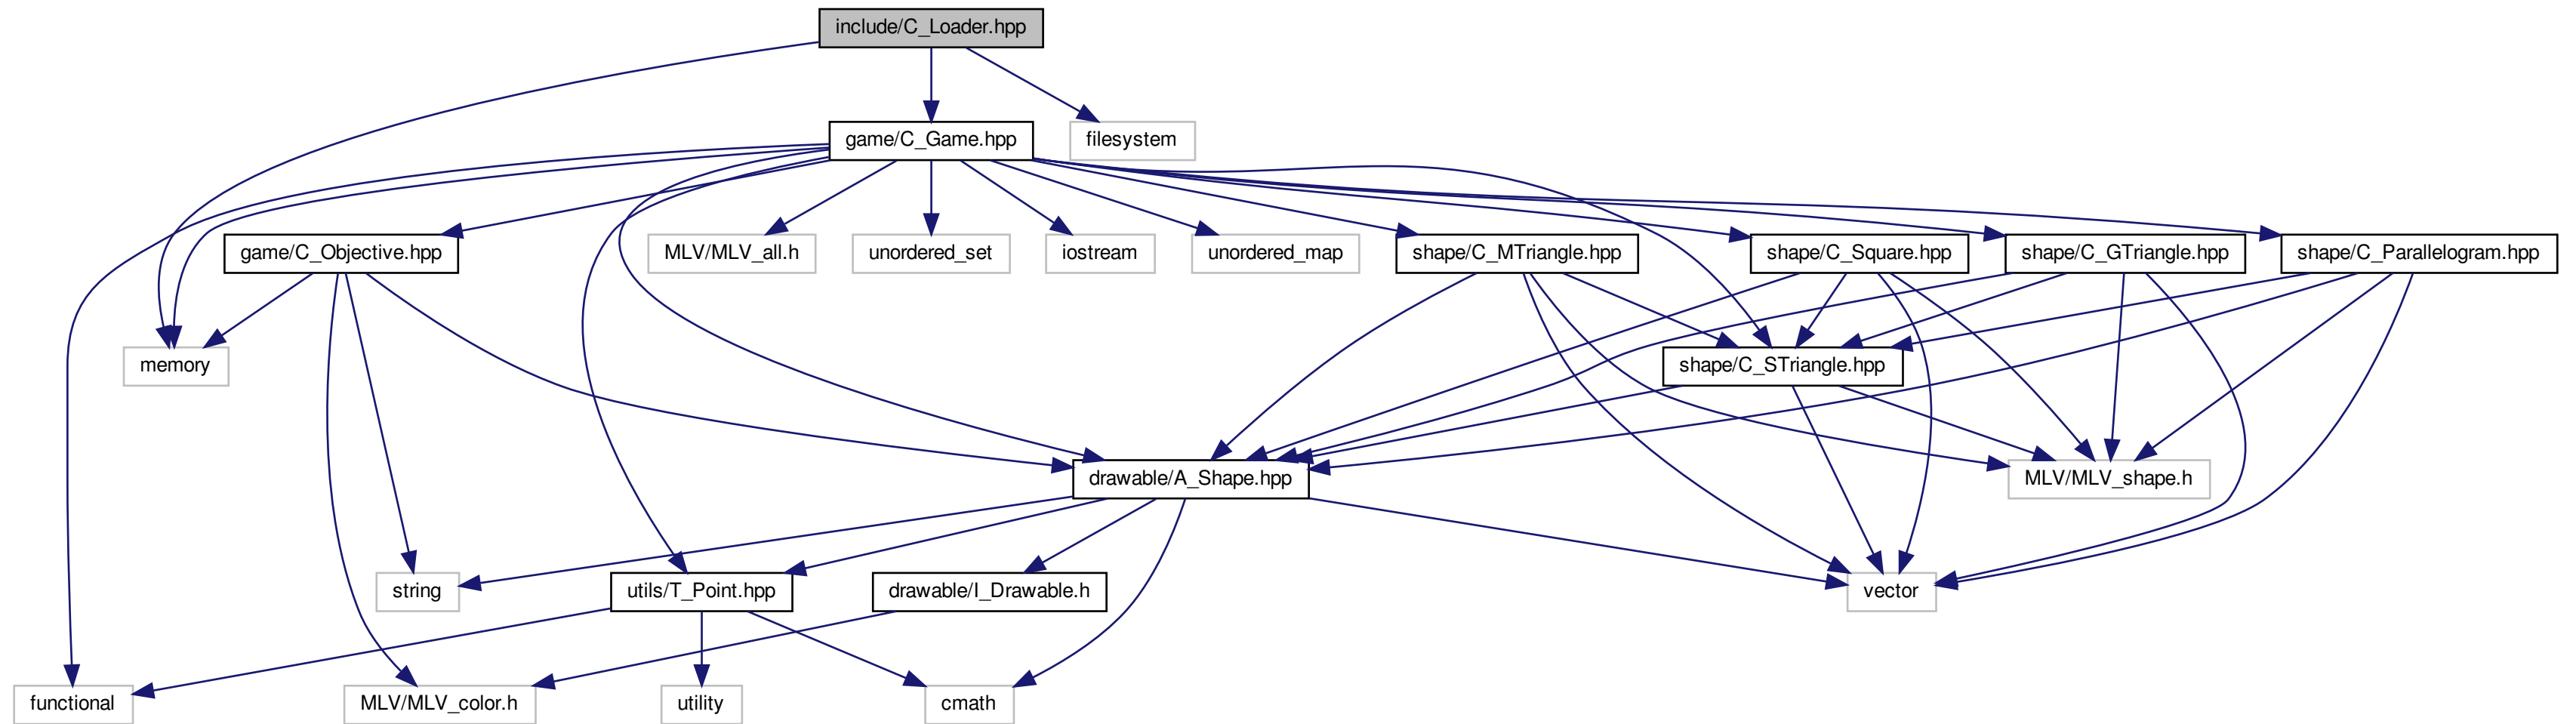 include/C_Loader.hpp
game/C_Game.hpp
filesystem
game/C_Objective.hpp
MLV/MLV_all.h
unordered_set
iostream
unordered_map
shape/C_MTriangle.hpp
shape/C_Square.hpp
shape/C_GTriangle.hpp
shape/C_Parallelogram.hpp
memory
shape/C_STriangle.hpp
drawable/A_Shape.hpp
MLV/MLV_shape.h
string
utils/T_Point.hpp
drawable/I_Drawable.h
vector
functional
MLV/MLV_color.h
utility
cmath